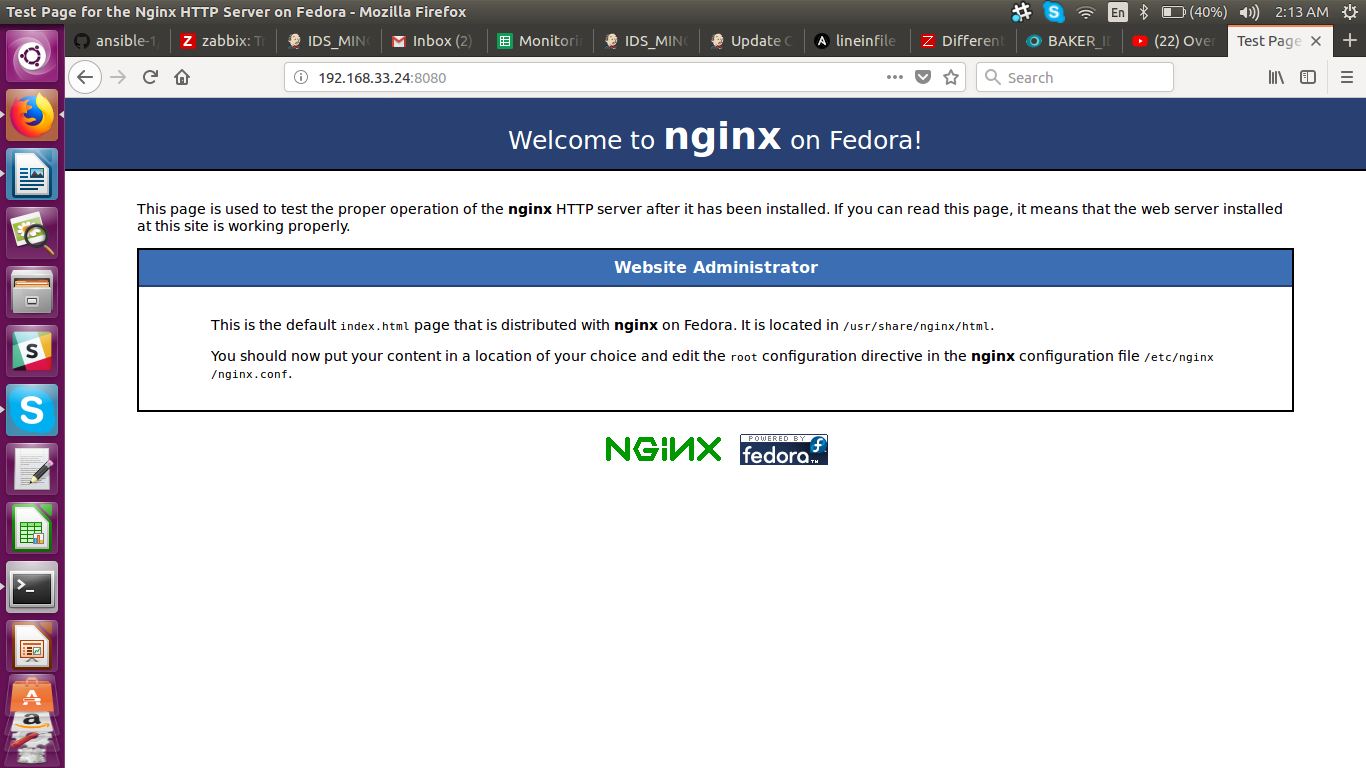 Test Page for the Nginx HTTP Server on Fedora - Mozilla Firefox
En (40%) 2:13 AM
ansible-1 zabbix: Tr IDS_MINC Inbox (2) Monitorin IDS_MINC Update C lineinfile Different BAKER_ID (22) Over Test Page
192.168.33.24:8080
Search
Welcome to nginx on Fedora!
This page is used to test the proper operation of the nginx HTTP server after it has been installed. If you can read this page, it means that the web server installed
at this site is working properly.
Website Administrator
This is the default index.html page that is distributed with nginx on Fedora. It is located in /usr/share/nginx/html.
You should now put your content in a location of your choice and edit the root configuration directive in the nginx configuration file /etc/nginx
/nginx.conf.
NGiNX
POWERED BY
fedora